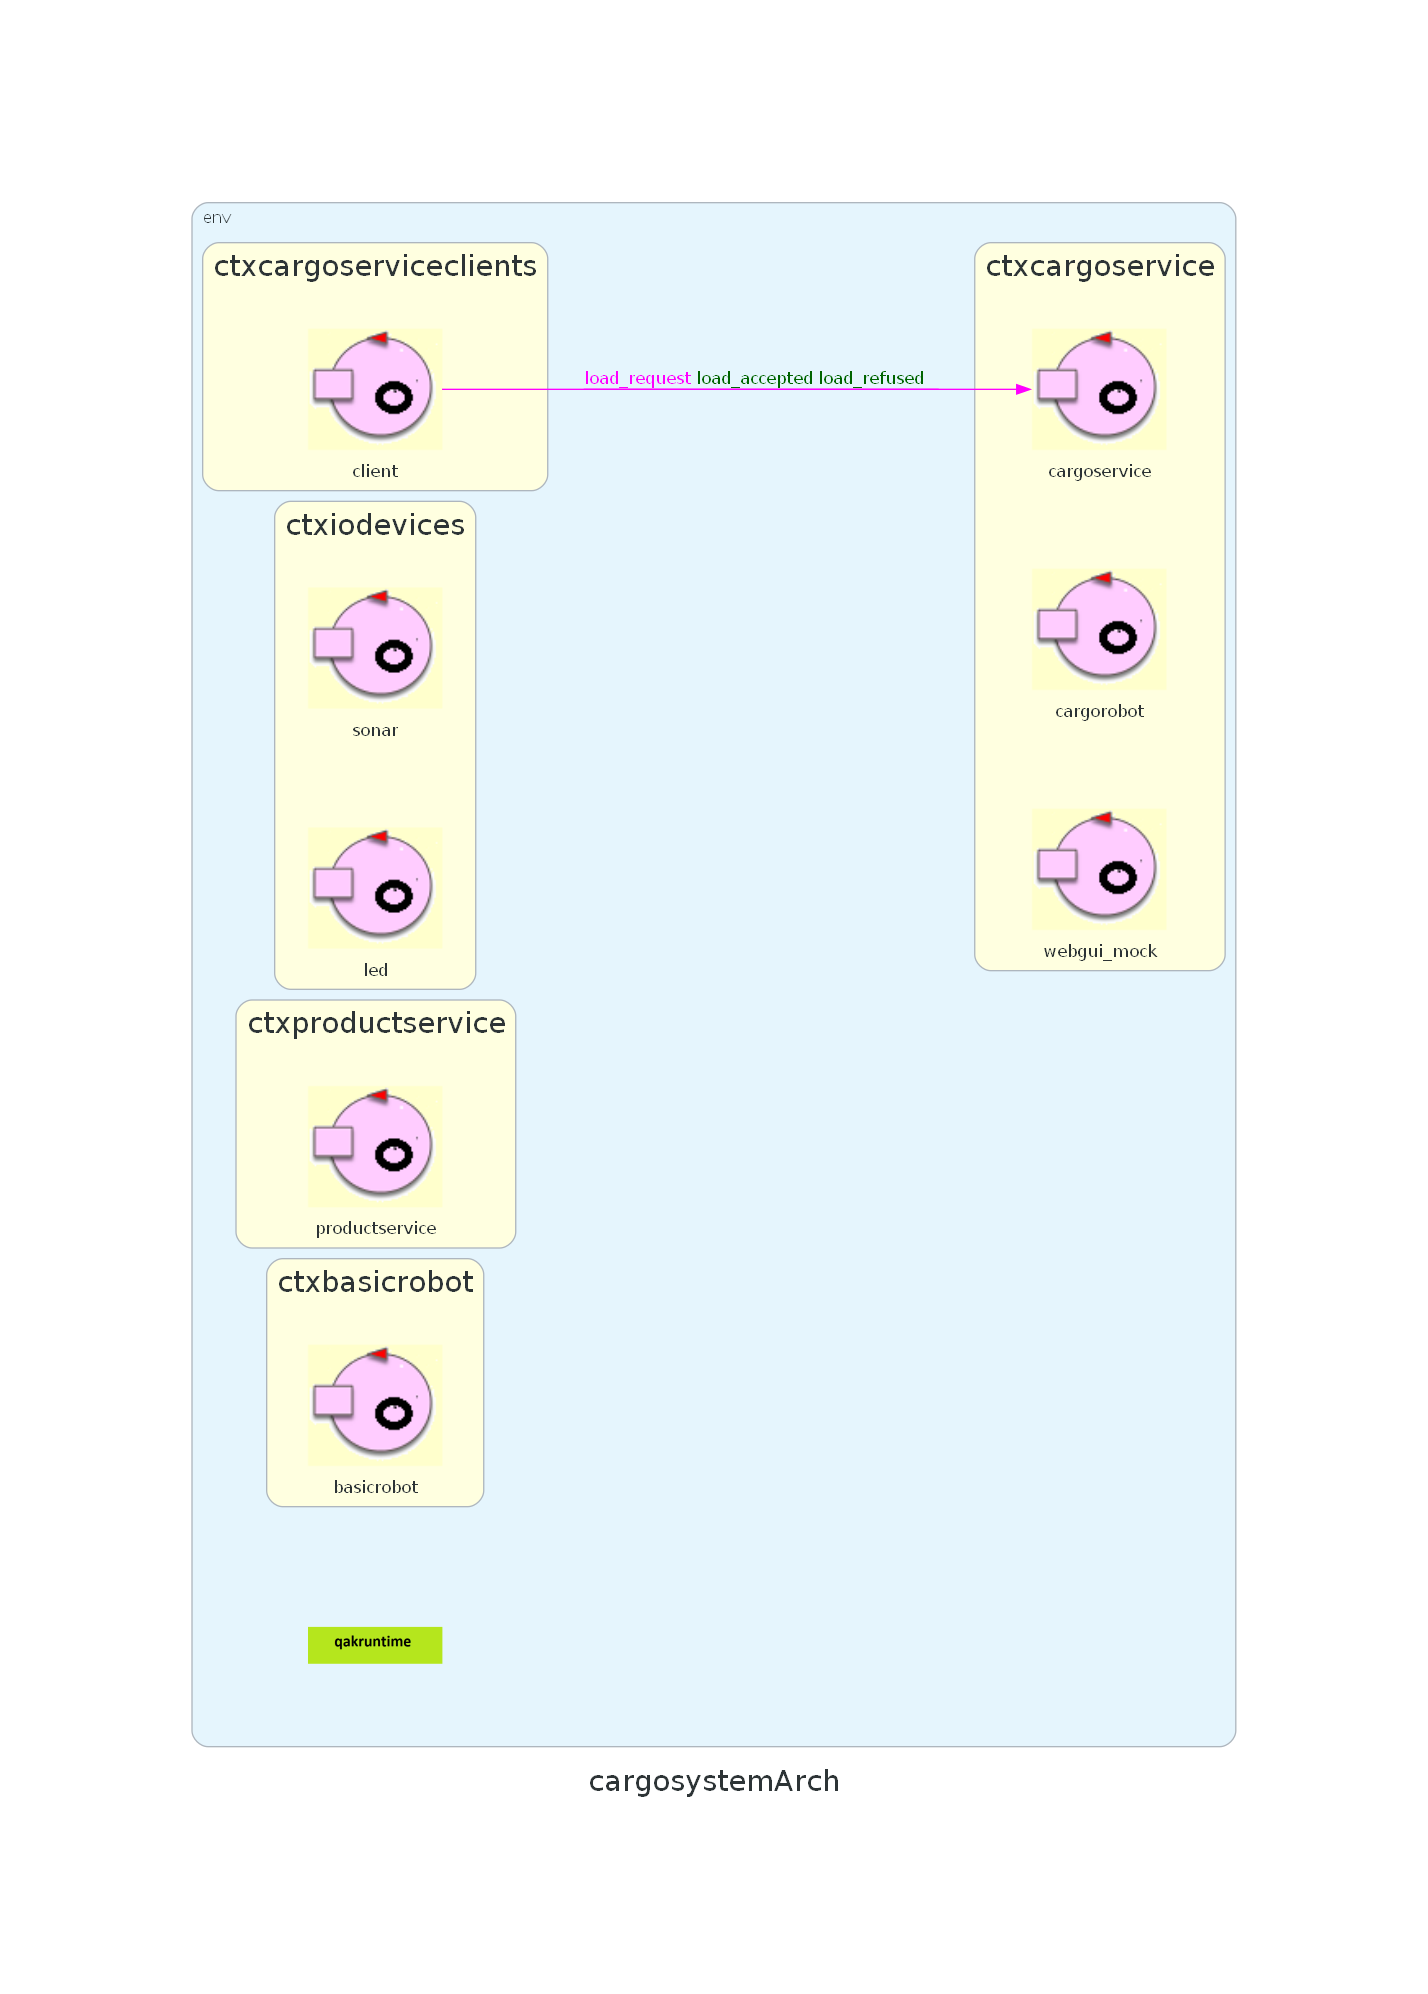 env
ctxcargoserviceclients
ctxcargoservice
load_request load_accepted load_refused
client
cargoservice
ctxiodevices
cargorobot
sonar
webgui_mock
led
ctxproductservice
productservice
ctxbasicrobot
basicrobot
qakruntime
cargosystemArch